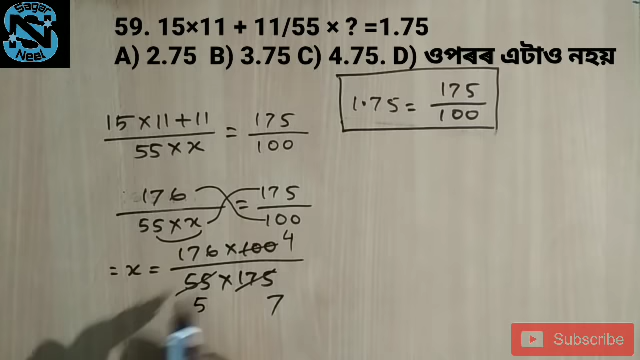 Sagar
Neel
59. 15×11 + 11/55 × ? =1.75
A) 2.75 B) 3.75 C) 4.75. D) ওপৰৰ এটাও নহয়
15×11+11 / 55×x = 175 / 100
1.75 = 175 / 100
176 / 55×x = 175 / 100
= x = 176×100 4 / 55×175
5 7
Subscribe